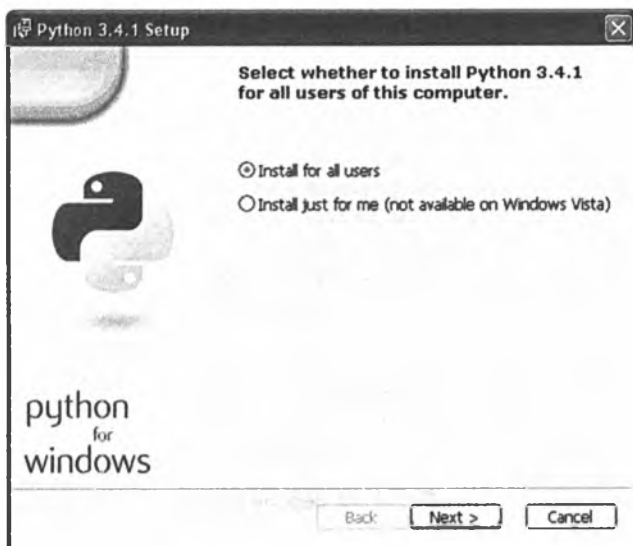 Python 3.4.1 Setup
Select whether to install Python 3.4.1
for all users of this computer.
Install for all users
Install just for me (not available on Windows Vista)
python
for
windows
Back
Next >
Cancel